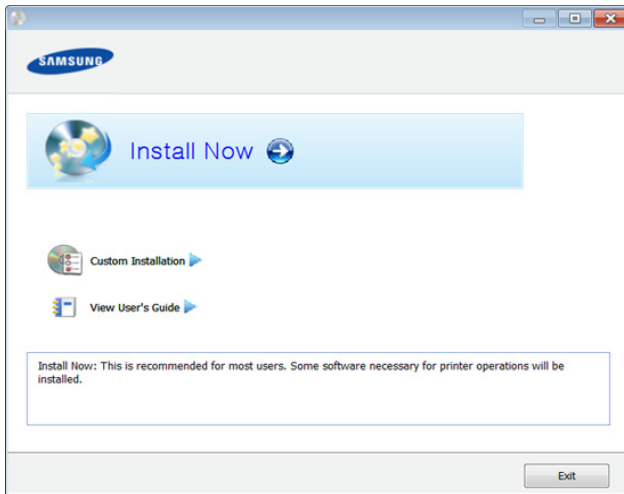 SAMSUNG
Install Now
Custom Installation
View User's Guide
Install Now: This is recommended for most users. Some software necessary for printer operations will be
installed.
Exit